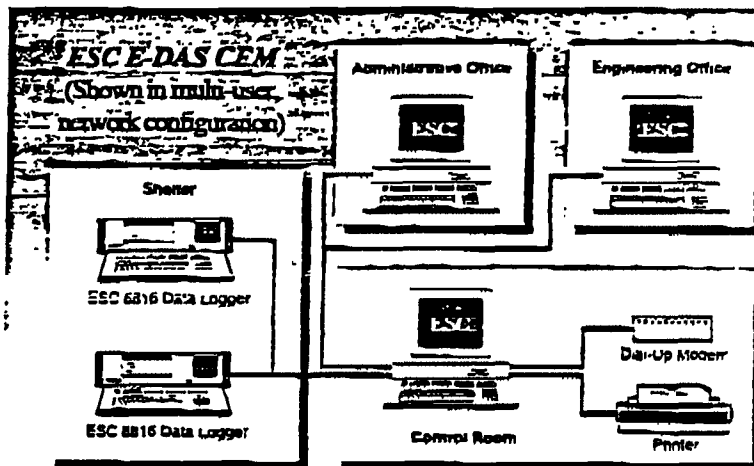 ESC E-DAS CEM
(Shown in multi-user
network configuration)
Administrative Office
Engineering Office
ESC
ESC
Shelter
ESC 8816 Data Logger
ESC
Dial-Up Modem
ESC 8816 Data Logger
Control Room
Printer